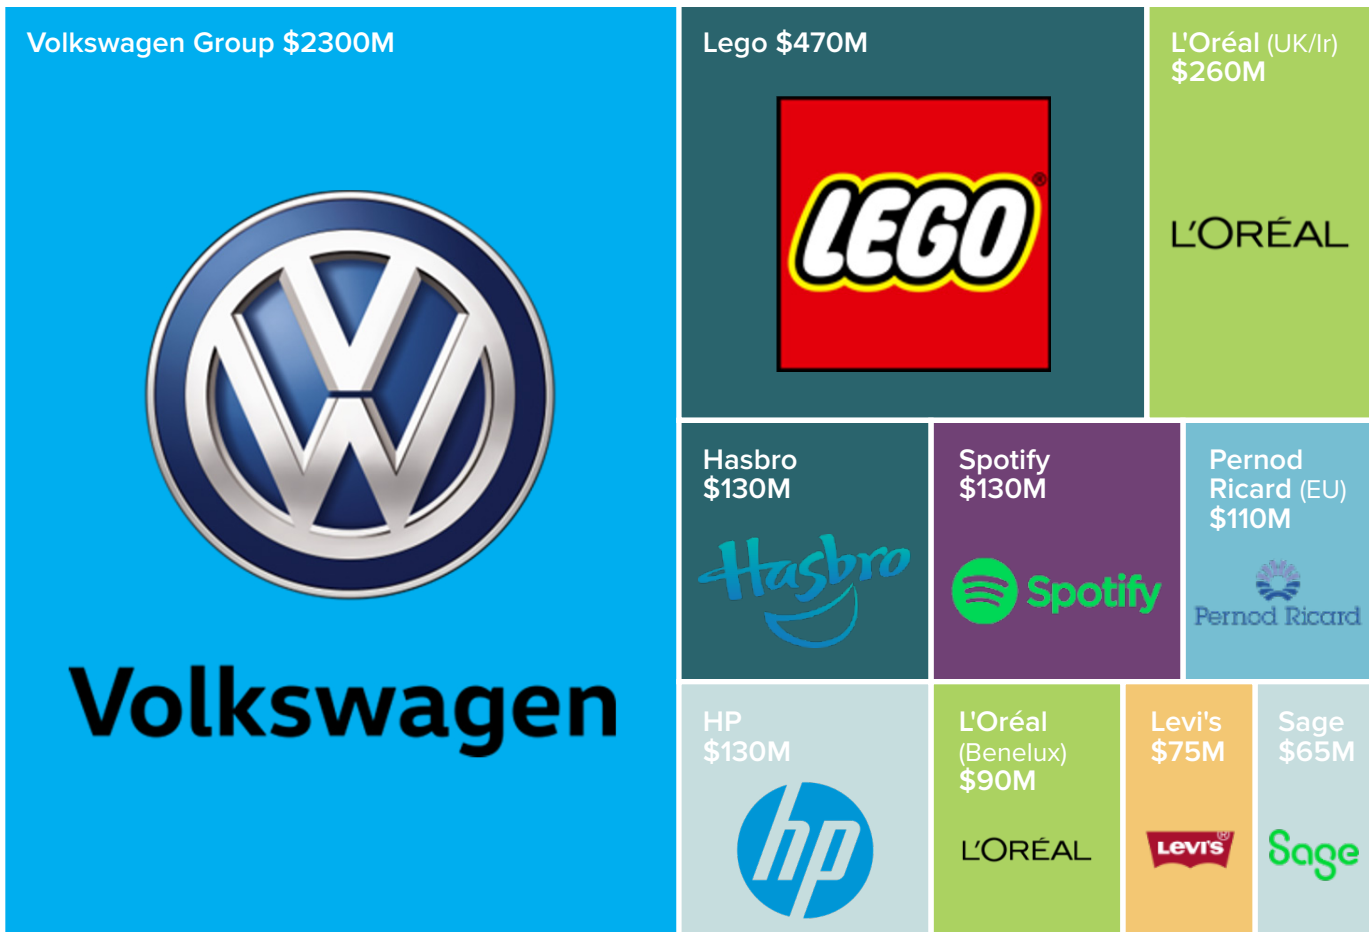 Volkswagen Group $2300M
Volkswagen
Lego $470M
LEGO®
L'Oréal (UK/Ir)
$260M
L'ORÉAL
Hasbro
$130M
Hasbro
Spotify
$130M
Spotify
Pernod
Ricard (EU)
$110M
Pernod Ricard
HP
$130M
hp
L'Oréal
(Benelux)
$90M
L'ORÉAL
Levi's
$75M
LEVI'S®
Sage
$65M
Sage